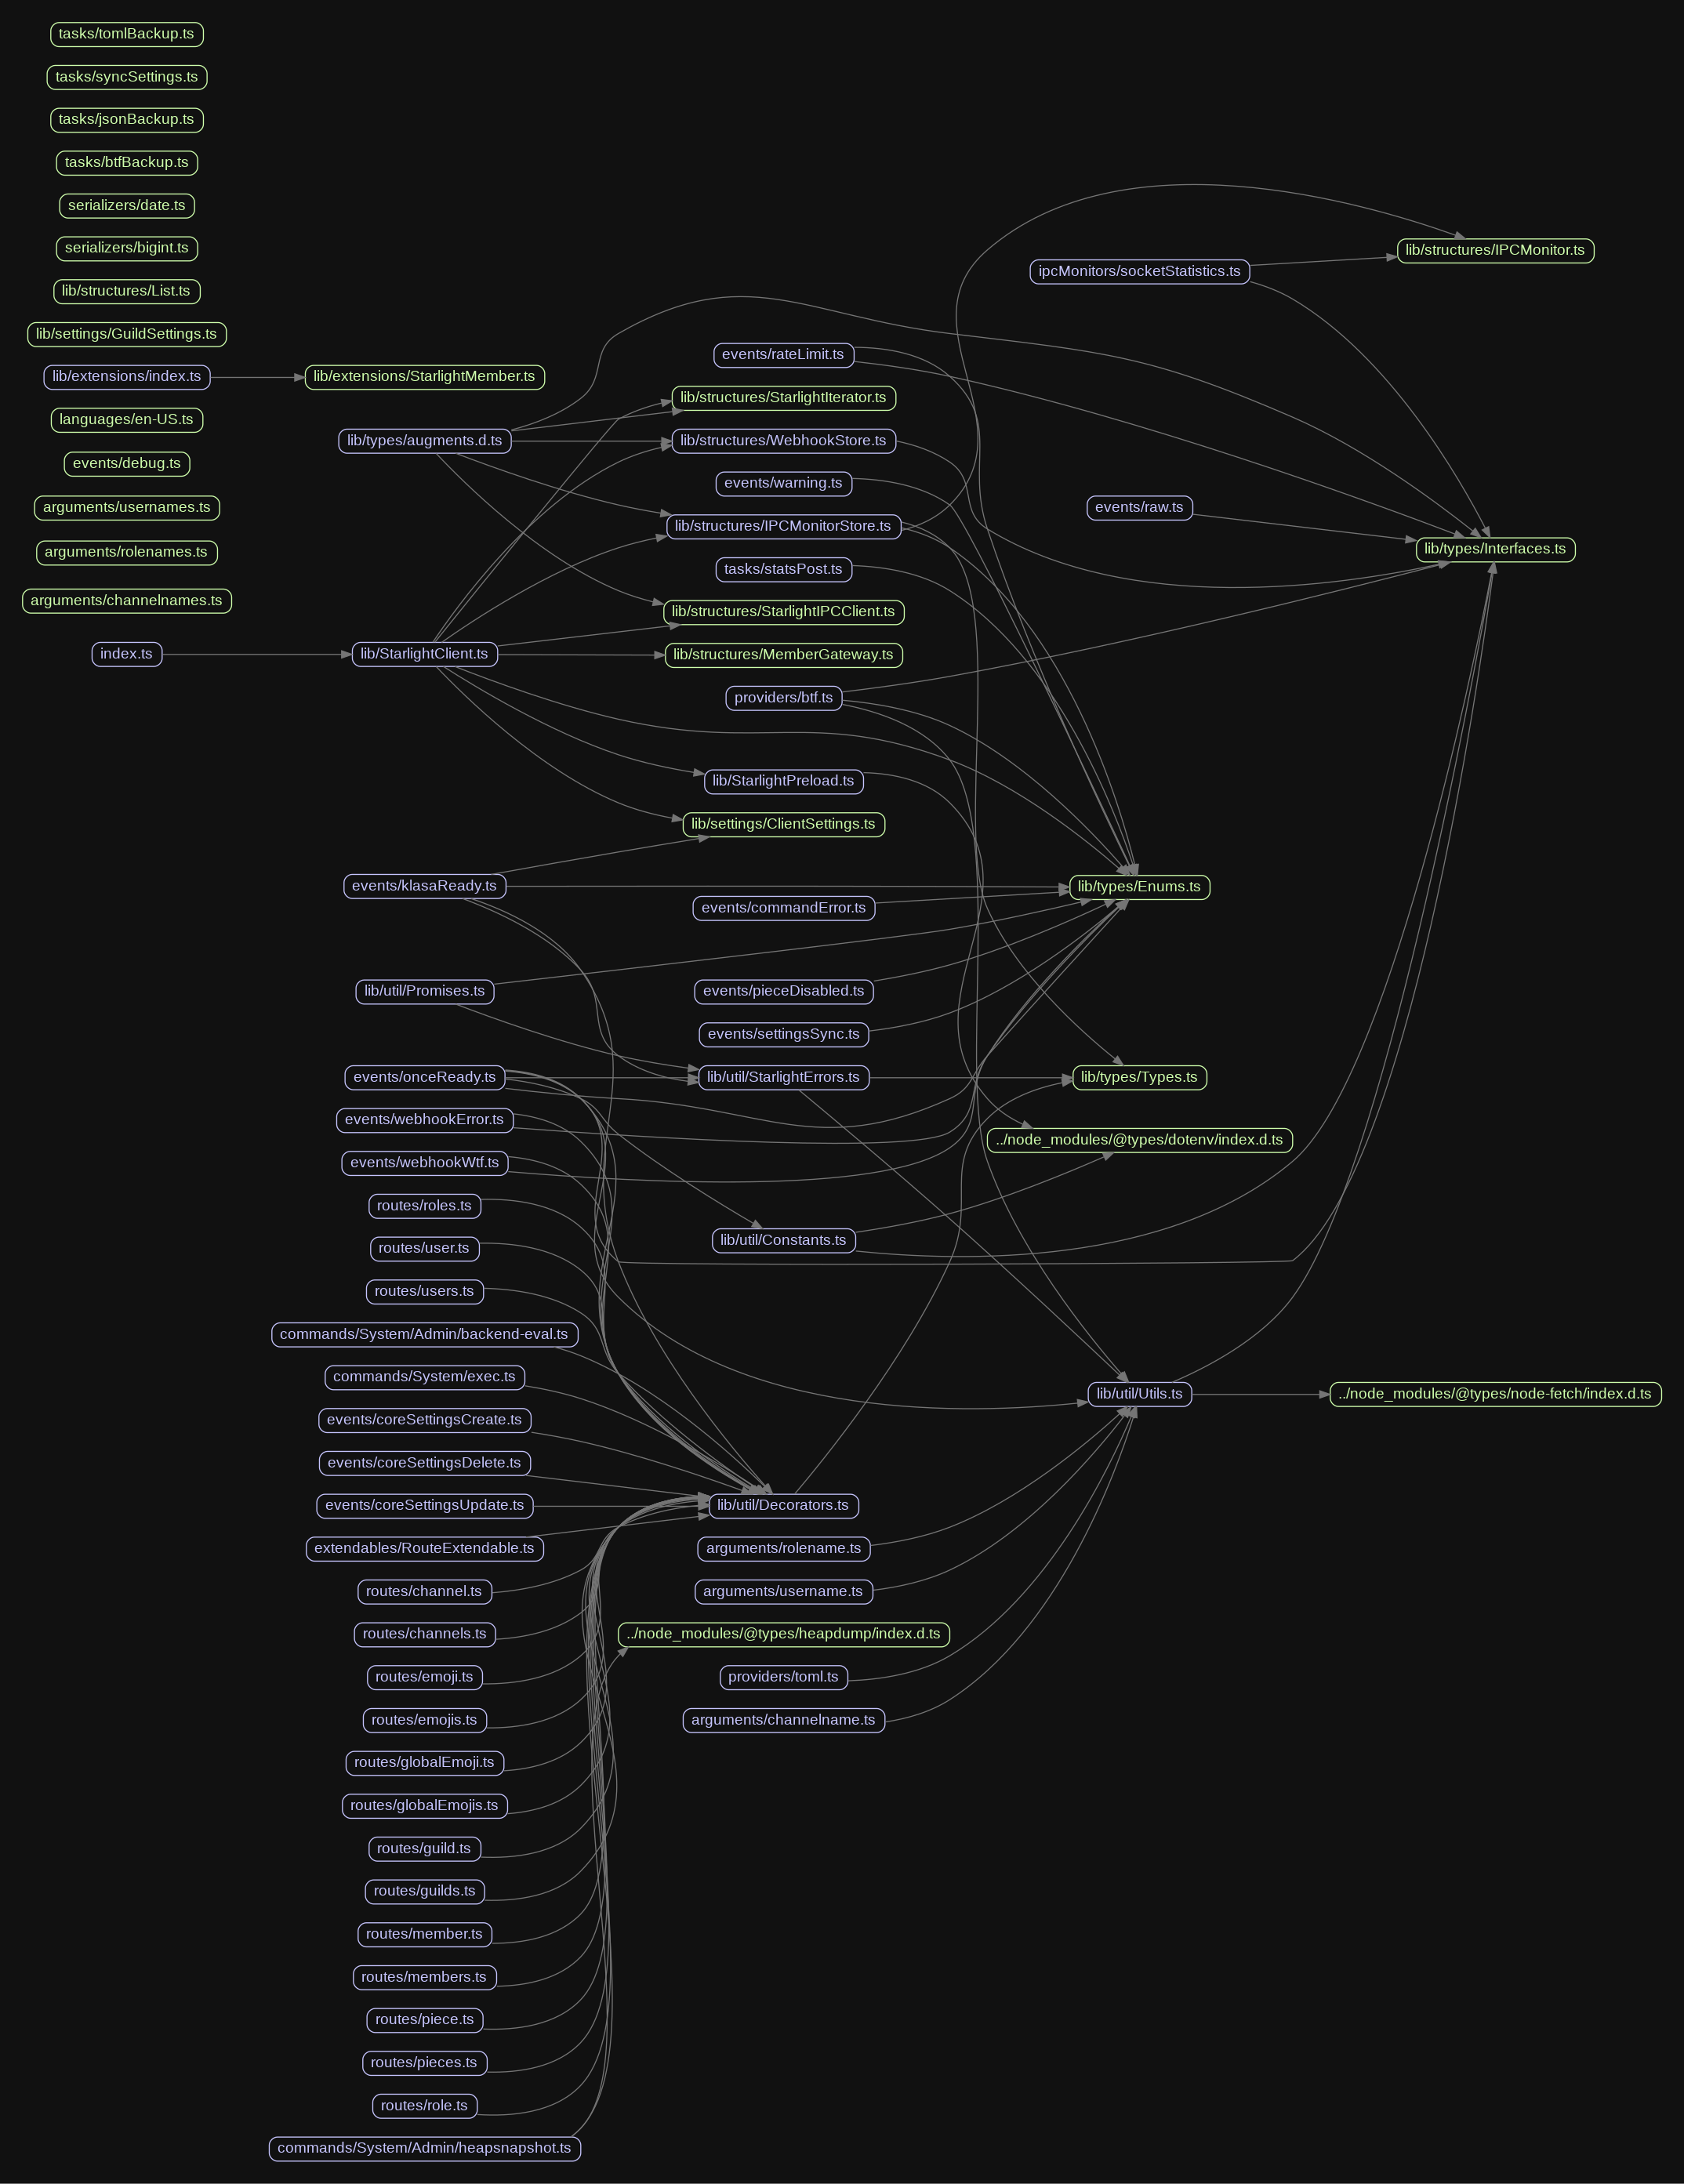 tasks/tomlBackup.ts
tasks/syncSettings.ts
tasks/jsonBackup.ts
tasks/btfBackup.ts
serializers/date.ts
serializers/bigint.ts
lib/structures/List.ts
lib/settings/GuildSettings.ts
lib/extensions/index.ts
languages/en-US.ts
events/debug.ts
arguments/usernames.ts
arguments/rolenames.ts
arguments/channelnames.ts
index.ts
lib/extensions/StarlightMember.ts
lib/types/augments.d.ts
lib/StarlightClient.ts
events/klasaReady.ts
lib/util/Promises.ts
events/onceReady.ts
events/webhookError.ts
events/webhookWtf.ts
routes/roles.ts
routes/user.ts
routes/users.ts
commands/System/Admin/backend-eval.ts
commands/System/exec.ts
events/coreSettingsCreate.ts
events/coreSettingsDelete.ts
events/coreSettingsUpdate.ts
extendables/RouteExtendable.ts
routes/channel.ts
routes/channels.ts
routes/emoji.ts
routes/emojis.ts
routes/globalEmoji.ts
routes/globalEmojis.ts
routes/guild.ts
routes/guilds.ts
routes/member.ts
routes/members.ts
routes/piece.ts
routes/pieces.ts
routes/role.ts
commands/System/Admin/heapsnapshot.ts
events/rateLimit.ts
lib/structures/StarlightIterator.ts
lib/structures/WebhookStore.ts
events/warning.ts
lib/structures/IPCMonitorStore.ts
tasks/statsPost.ts
lib/structures/StarlightIPCClient.ts
lib/structures/MemberGateway.ts
providers/btf.ts
lib/StarlightPreload.ts
lib/settings/ClientSettings.ts
events/commandError.ts
events/pieceDisabled.ts
events/settingsSync.ts
lib/util/StarlightErrors.ts
lib/util/Constants.ts
lib/util/Decorators.ts
arguments/rolename.ts
arguments/username.ts
../node_modules/@types/heapdump/index.d.ts
providers/toml.ts
arguments/channelname.ts
ipcMonitors/socketStatistics.ts
events/raw.ts
lib/types/Enums.ts
lib/types/Types.ts
../node_modules/@types/dotenv/index.d.ts
lib/util/Utils.ts
lib/structures/IPCMonitor.ts
lib/types/Interfaces.ts
../node_modules/@types/node-fetch/index.d.ts